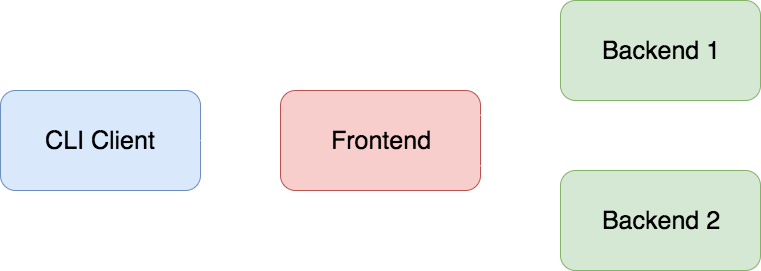 CLI Client
Frontend
Backend 1
Backend 2